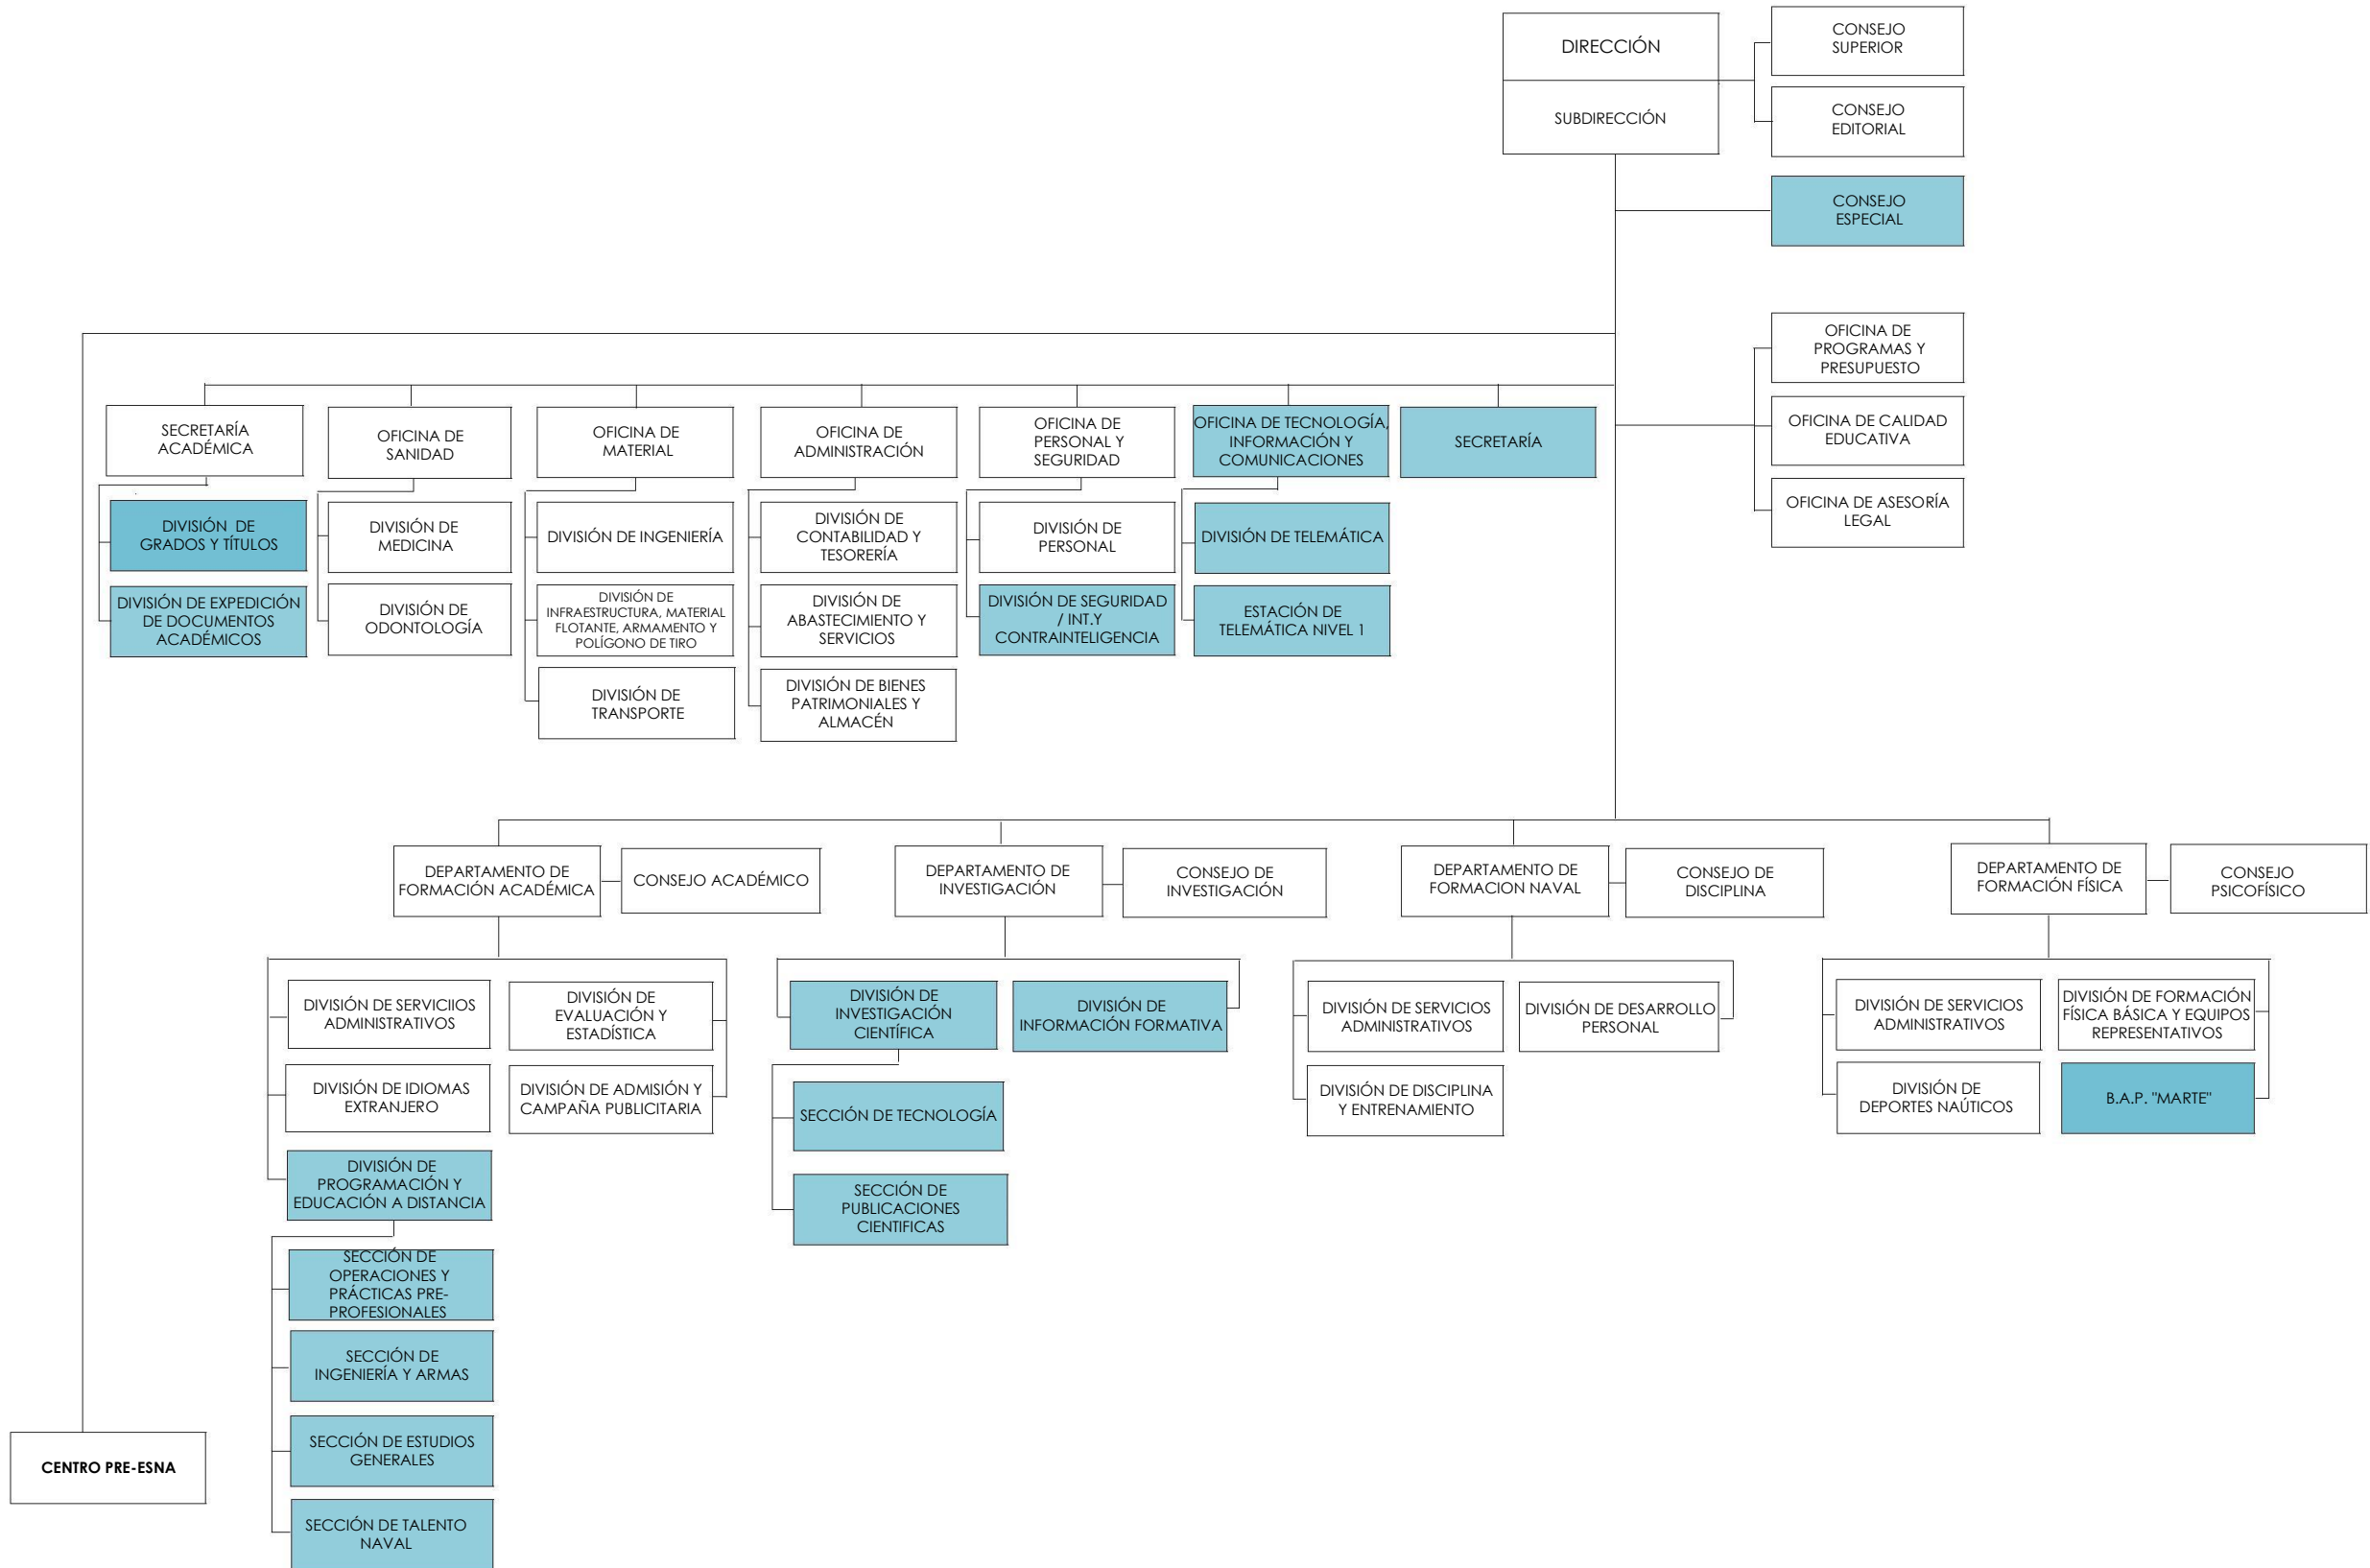 DIRECCIÓN
SUBDIRECCIÓN
CONSEJO
SUPERIOR
CONSEJO
EDITORIAL
CONSEJO
ESPECIAL
OFICINA DE
PROGRAMAS Y
PRESUPUESTO
OFICINA DE CALIDAD
EDUCATIVA
OFICINA DE ASESORÍA
LEGAL
SECRETARÍA
ACADÉMICA
DIVISIÓN DE
GRADOS Y TÍTULOS
DIVISIÓN DE EXPEDICIÓN
DE DOCUMENTOS
ACADÉMICOS
OFICINA DE
SANIDAD
DIVISIÓN DE
MEDICINA
DIVISIÓN DE
ODONTOLOGÍA
OFICINA DE
MATERIAL
DIVISIÓN DE INGENIERÍA
DIVISIÓN DE
INFRAESTRUCTURA, MATERIAL
FLOTANTE, ARMAMENTO Y
POLÍGONO DE TIRO
DIVISIÓN DE
TRANSPORTE
OFICINA DE
ADMINISTRACIÓN
DIVISIÓN DE
CONTABILIDAD Y
TESORERÍA
DIVISIÓN DE
ABASTECIMIENTO Y
SERVICIOS
DIVISIÓN DE BIENES
PATRIMONIALES Y
ALMACÉN
OFICINA DE
PERSONAL Y
SEGURIDAD
DIVISIÓN DE
PERSONAL
DIVISIÓN DE SEGURIDAD
/ INT.Y
CONTRAINTELIGENCIA
OFICINA DE TECNOLOGÍA,
INFORMACIÓN Y
COMUNICACIONES
DIVISIÓN DE TELEMÁTICA
ESTACIÓN DE
TELEMÁTICA NIVEL 1
SECRETARÍA
DEPARTAMENTO DE
FORMACIÓN ACADÉMICA
CONSEJO ACADÉMICO
DIVISIÓN DE SERVICIIOS
ADMINISTRATIVOS
DIVISIÓN DE
EVALUACIÓN Y
ESTADÍSTICA
DIVISIÓN DE IDIOMAS
EXTRANJERO
DIVISIÓN DE ADMISIÓN Y
CAMPAÑA PUBLICITARIA
DIVISIÓN DE
PROGRAMACIÓN Y
EDUCACIÓN A DISTANCIA
SECCIÓN DE
OPERACIONES Y
PRÁCTICAS PRE-
PROFESIONALES
SECCIÓN DE
INGENIERÍA Y ARMAS
SECCIÓN DE ESTUDIOS
GENERALES
SECCIÓN DE TALENTO
NAVAL
DEPARTAMENTO DE
INVESTIGACIÓN
CONSEJO DE
INVESTIGACIÓN
DIVISIÓN DE
INVESTIGACIÓN
CIENTÍFICA
DIVISIÓN DE
INFORMACIÓN FORMATIVA
SECCIÓN DE TECNOLOGÍA
SECCIÓN DE
PUBLICACIONES
CIENTIFICAS
DEPARTAMENTO DE
FORMACION NAVAL
CONSEJO DE
DISCIPLINA
DIVISIÓN DE SERVICIOS
ADMINISTRATIVOS
DIVISIÓN DE DESARROLLO
PERSONAL
DIVISIÓN DE DISCIPLINA
Y ENTRENAMIENTO
DEPARTAMENTO DE
FORMACIÓN FÍSICA
CONSEJO
PSICOFÍSICO
DIVISIÓN DE SERVICIOS
ADMINISTRATIVOS
DIVISIÓN DE FORMACIÓN
FÍSICA BÁSICA Y EQUIPOS
REPRESENTATIVOS
DIVISIÓN DE
DEPORTES NAÚTICOS
B.A.P. "MARTE"
CENTRO PRE-ESNA